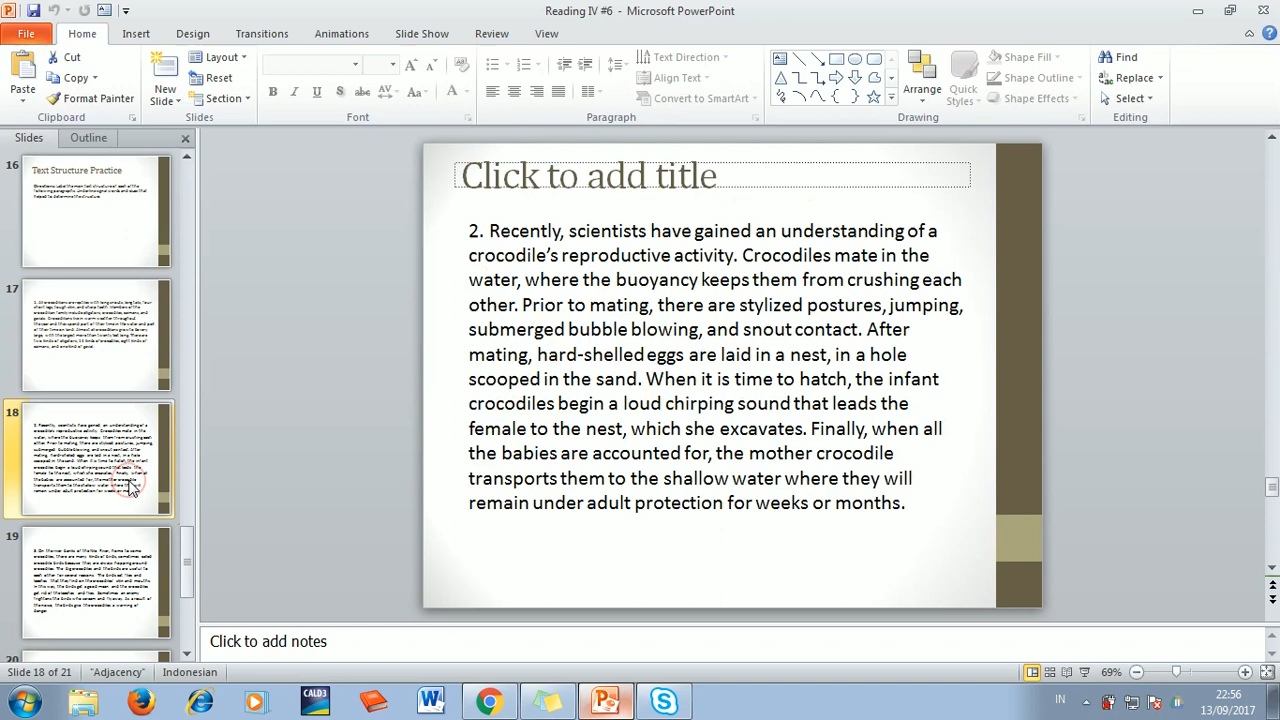 Reading IV #6 - Microsoft PowerPoint
File
Home
Insert
Design
Transitions
Animations
Slide Show
Review
View
Paste
Cut
Copy
Format Painter
Clipboard
New
Slide
Layout
Reset
Section
Slides
Font
Paragraph
Text Direction
Align Text
Convert to SmartArt
Arrange
Quick
Styles
Shape Fill
Shape Outline
Shape Effects
Drawing
Find
Replace
Select
Editing
Slides
Outline
16
Text Structure Practice
17
18
19
20
Click to add title
2. Recently, scientists have gained an understanding of a
crocodile’s reproductive activity. Crocodiles mate in the
water, where the buoyancy keeps them from crushing each
other. Prior to mating, there are stylized postures, jumping,
submerged bubble blowing, and snout contact. After
mating, hard-shelled eggs are laid in a nest, in a hole
scooped in the sand. When it is time to hatch, the infant
crocodiles begin a loud chirping sound that leads the
female to the nest, which she excavates. Finally, when all
the babies are accounted for, the mother crocodile
transports them to the shallow water where they will
remain under adult protection for weeks or months.
Click to add notes
Slide 18 of 21
"Adjacency"
Indonesian
69%
CALD3
IN
22:56
13/09/2017